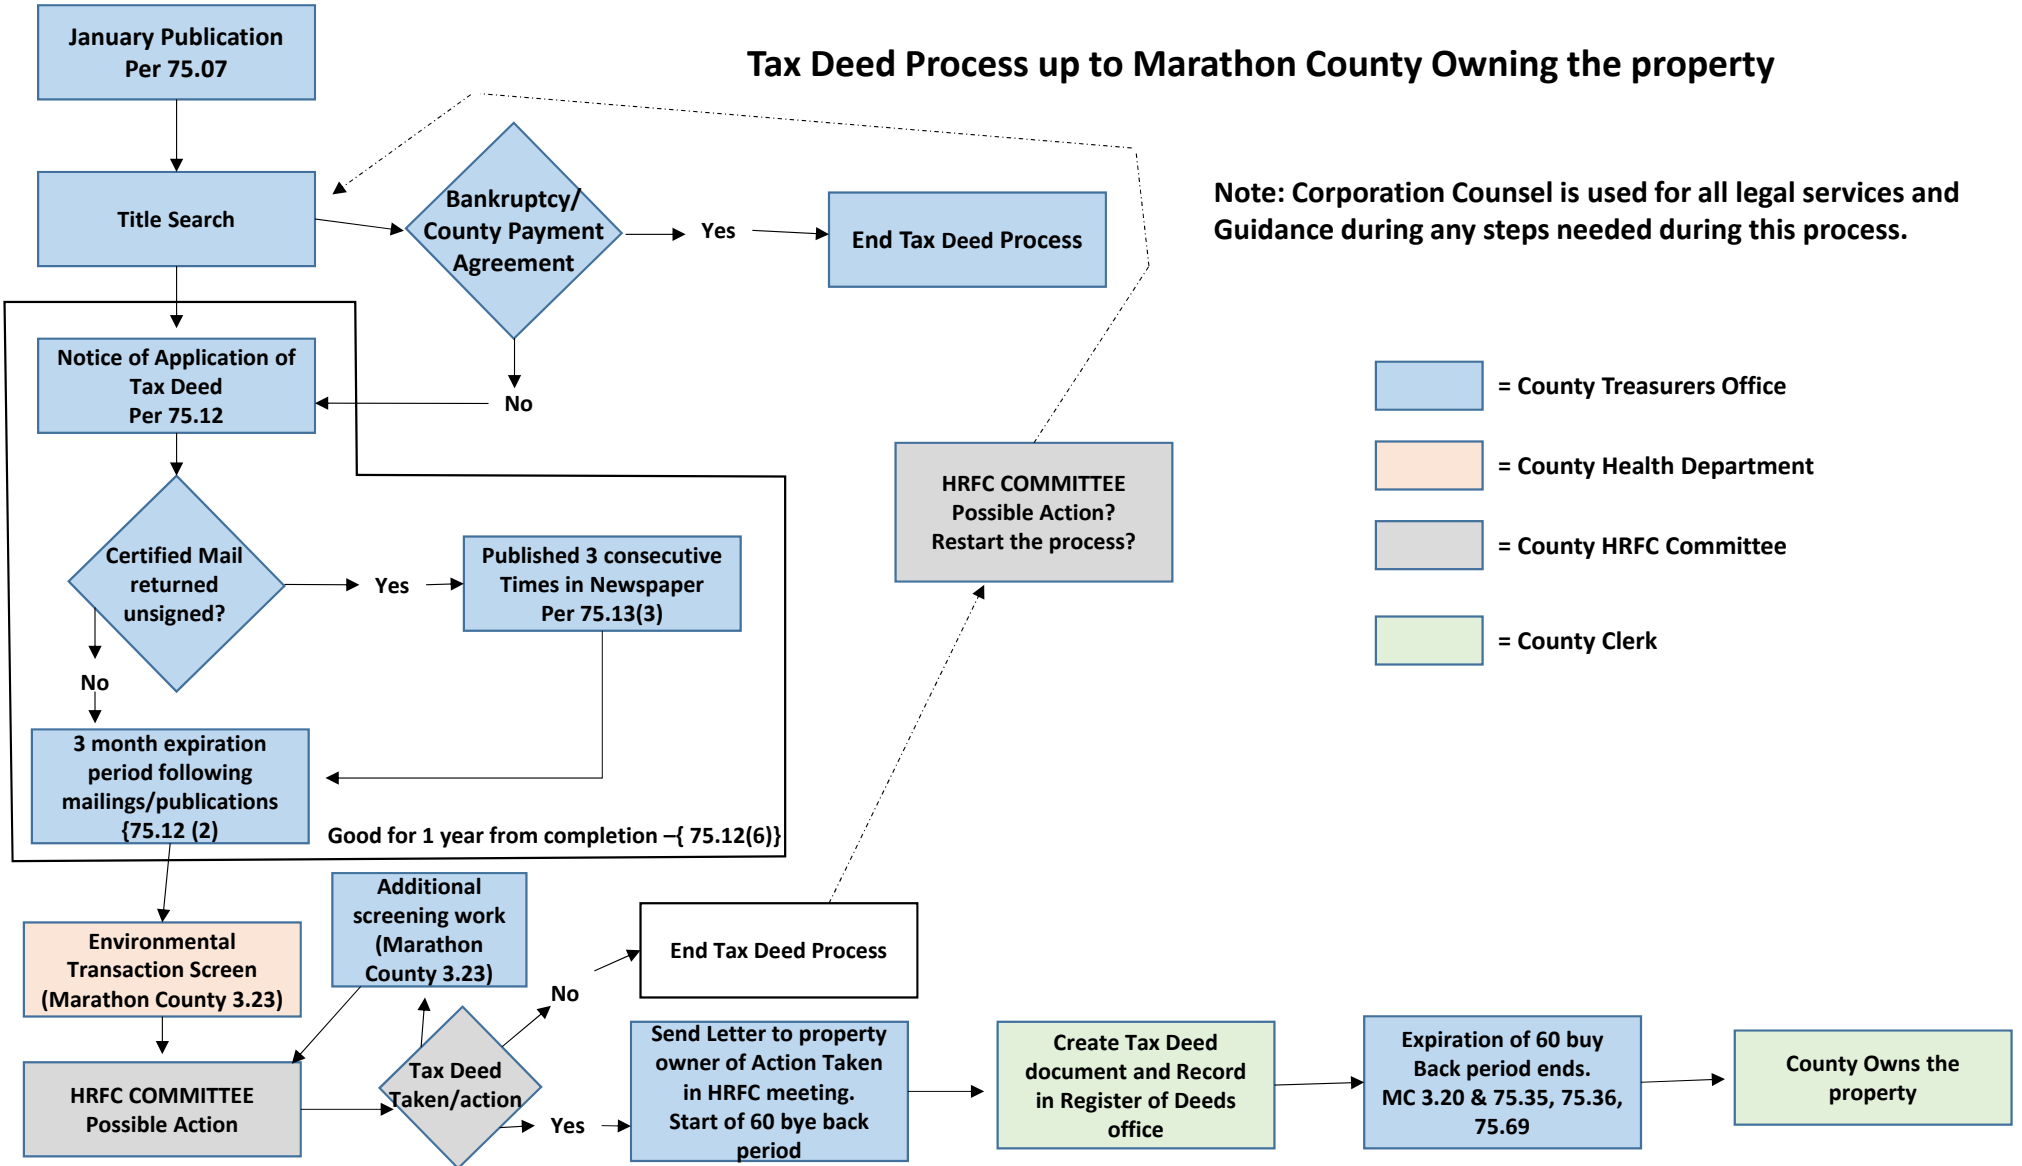 January Publication
Per 75.07
Tax Deed Process up to Marathon County Owning the property
Title Search
Bankruptcy/
County Payment
Agreement
Yes
End Tax Deed Process
Note: Corporation Counsel is used for all legal services and
Guidance during any steps needed during this process.
No
Notice of Application of
Tax Deed
Per 75.12
= County Treasurers Office
= County Health Department
= County HRFC Committee
= County Clerk
Certified Mail
returned
unsigned?
Yes
Published 3 consecutive
Times in Newspaper
Per 75.13(3)
HRFC COMMITTEE
Possible Action?
Restart the process?
No
3 month expiration
period following
mailings/publications
{75.12 (2)
Good for 1 year from completion –{ 75.12(6)}
Environmental
Transaction Screen
(Marathon County 3.23)
Additional
screening work
(Marathon
County 3.23)
End Tax Deed Process
No
HRFC COMMITTEE
Possible Action
Tax Deed
Taken/action
Yes
Send Letter to property
owner of Action Taken
in HRFC meeting.
Start of 60 bye back
period
Create Tax Deed
document and Record
in Register of Deeds
office
Expiration of 60 buy
Back period ends.
MC 3.20 & 75.35, 75.36,
75.69
County Owns the
property